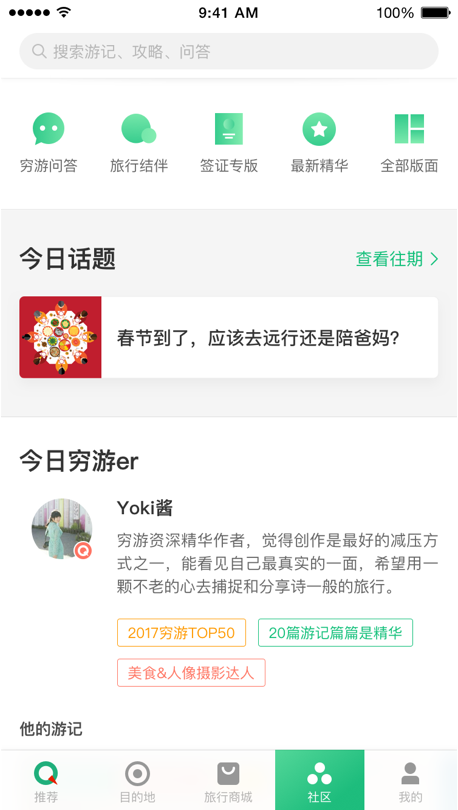 9:41 AM
100%
搜索游记、攻略、问答
穷游问答
旅行结伴
签证专版
最新精华
全部版面
今日话题
查看往期
春节到了，应该去远行还是陪爸妈?
今日穷游er
Yoki酱
穷游资深精华作者，觉得创作是最好的减压方
式之一，能看见自己最真实的一面，希望用一
颗不老的心去捕捉和分享诗一般的旅行。
2017穷游TOP50
20篇游记篇篇是精华
美食&人像摄影达人
他的游记
推荐
目的地
旅行商城
社区
我的